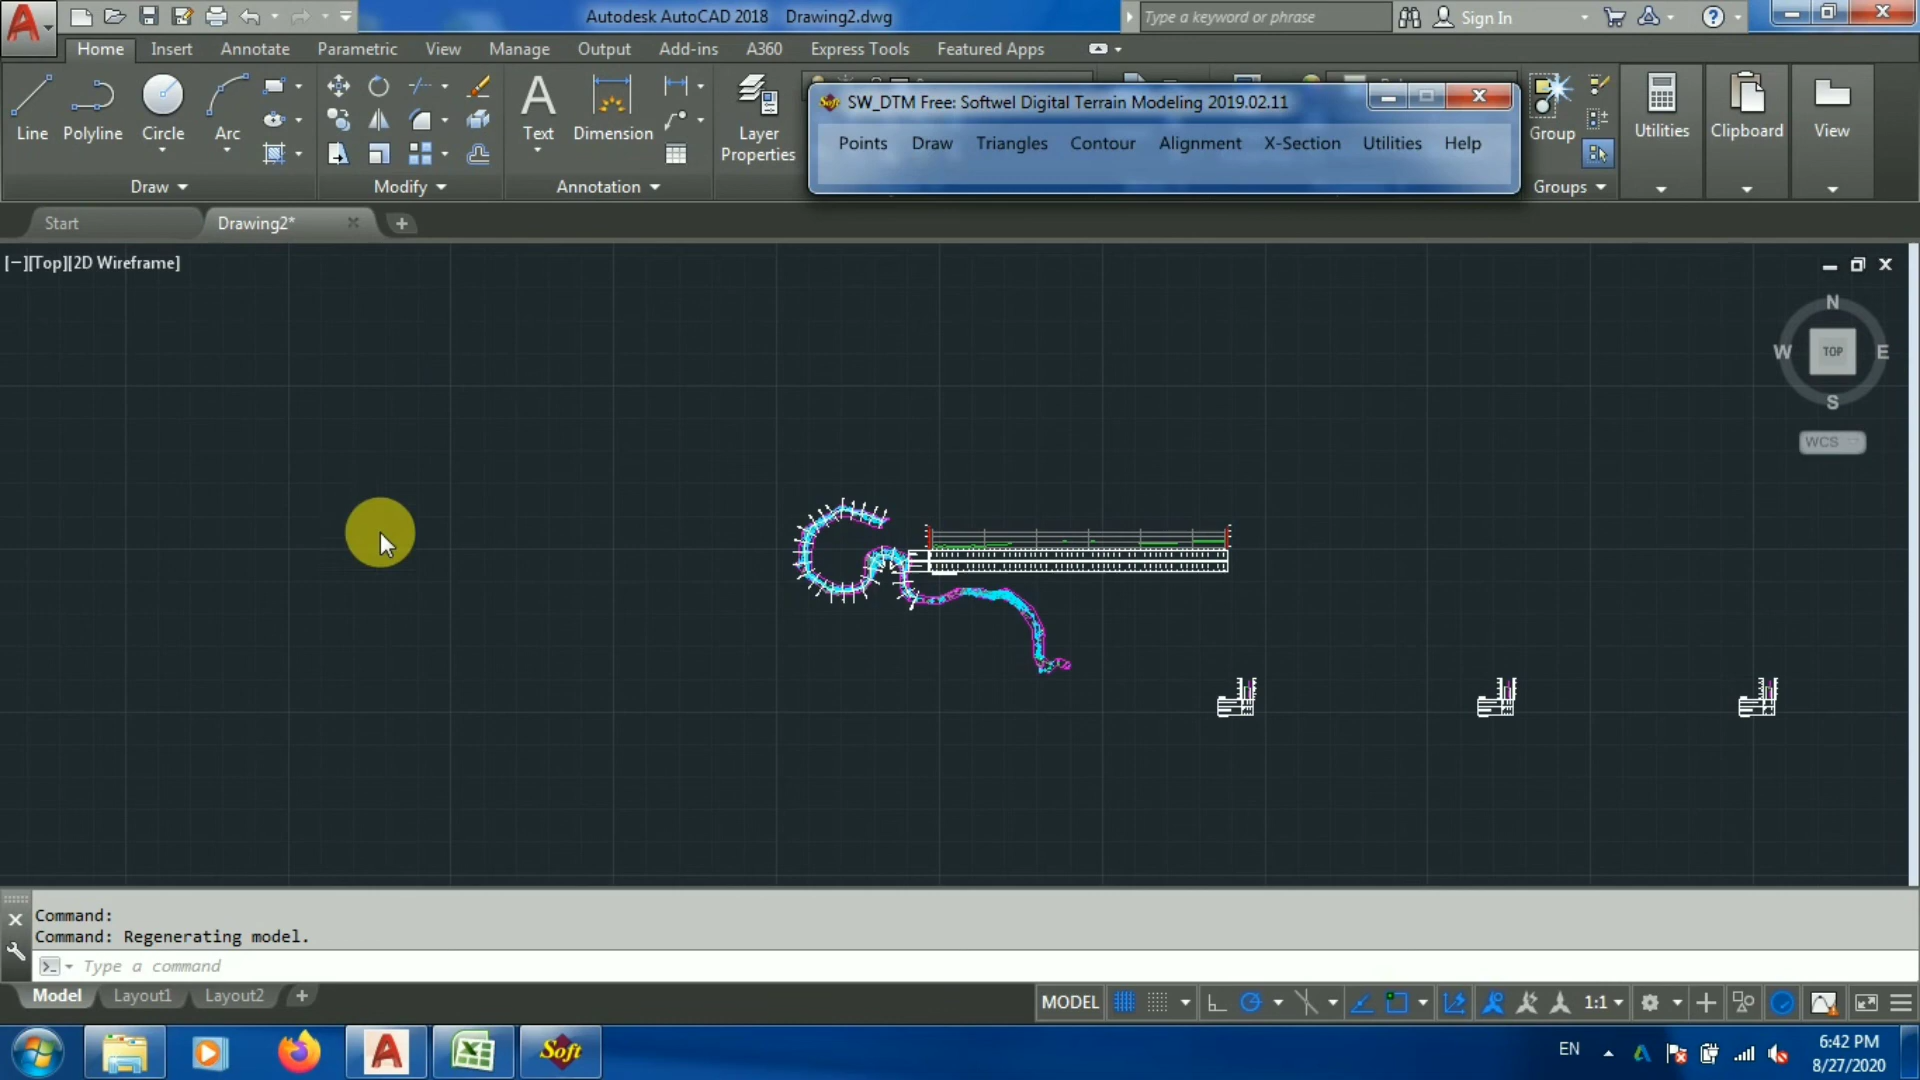 Autodesk AutoCAD 2018 Drawing2.dwg
Type a keyword or phrase
Sign In
Home Insert Annotate Parametric View Manage Output Add-ins A360 Express Tools Featured Apps
Line Polyline Circle Arc
Text Dimension
Layer
Properties
Group
Utilities Clipboard View
Draw Modify Annotation Groups
SW_DTM Free: Softwel Digital Terrain Modeling 2019.02.11
Points Draw Triangles Contour Alignment X-Section Utilities Help
Start Drawing2*
[−][Top][2D Wireframe]
N
W TOP E
S
WCS
Command:
Command: Regenerating model.
Type a command
Model Layout1 Layout2
MODEL 1:1
Soft
EN
6:42 PM
8/27/2020